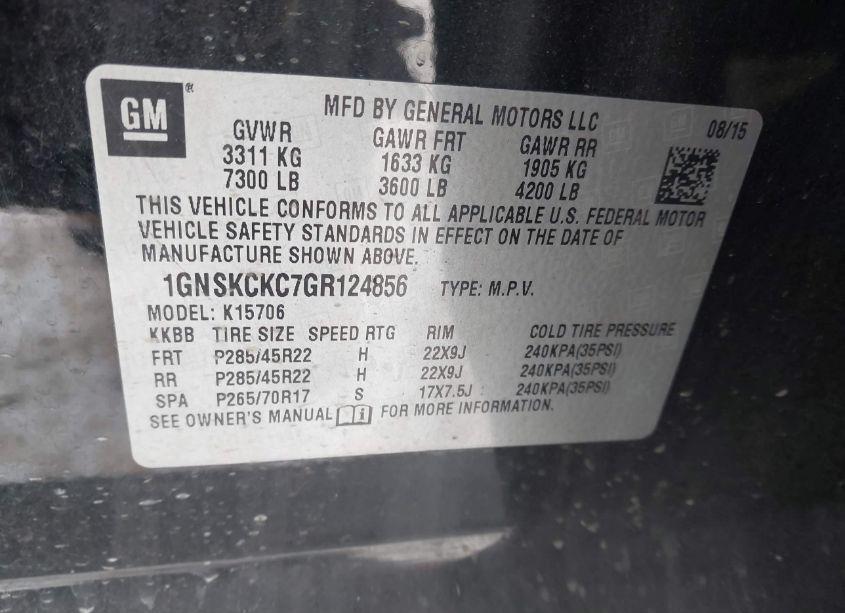 GM ® MFD BY GENERAL MOTORS LLC 08/15
GVWR GAWR FRT GAWR RR
3311 KG 1633 KG 1905 KG
7300 LB 3600 LB 4200 LB
THIS VEHICLE CONFORMS TO ALL APPLICABLE U.S. FEDERAL MOTOR
VEHICLE SAFETY STANDARDS IN EFFECT ON THE DATE OF
MANUFACTURE SHOWN ABOVE.
1GNSKCKC7GR124856 TYPE: M.P.V.
MODEL: K15706
KKBB TIRE SIZE SPEED RTG RIM COLD TIRE PRESSURE
FRT P285/45R22 H 22X9J 240KPA(35PSI)
RR P285/45R22 H 22X9J 240KPA(35PSI)
SPA P265/70R17 S 17X7.5J 240KPA(35PSI)
SEE OWNER'S MANUAL FOR MORE INFORMATION.